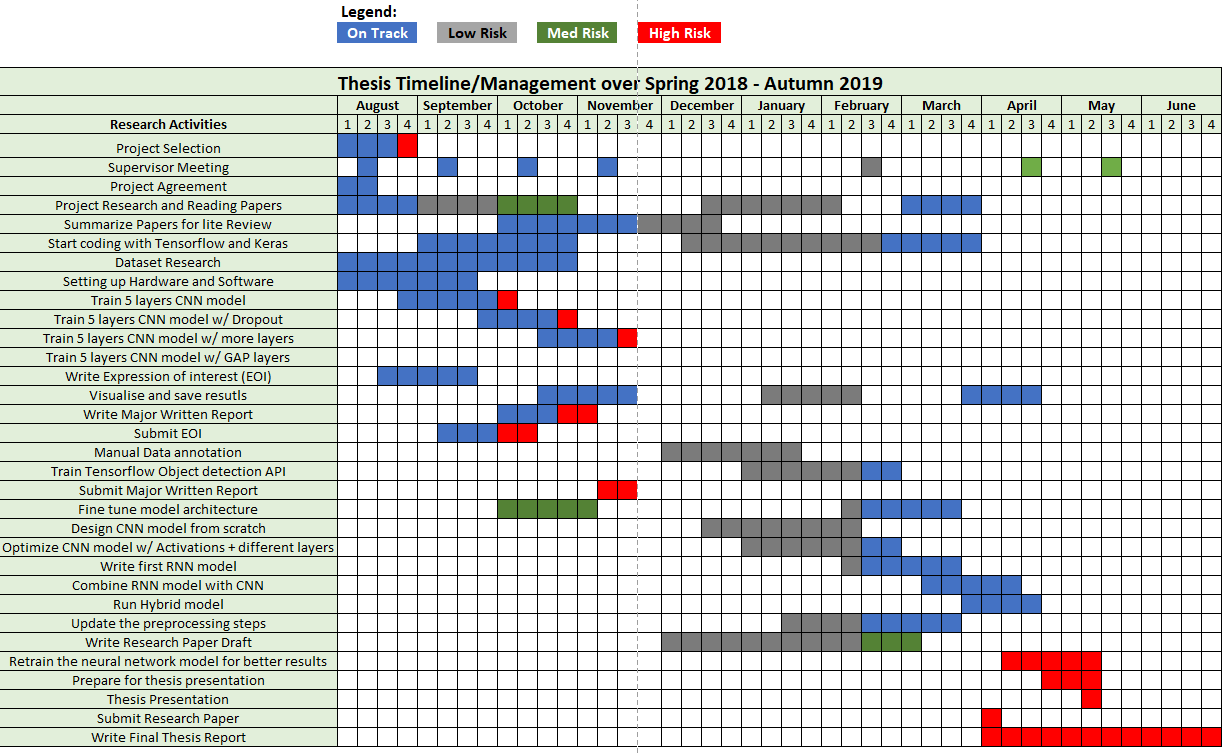 Legend:
On Track Low Risk Med Risk High Risk
Thesis Timeline/Management over Spring 2018 - Autumn 2019
August September October November December January February March April May June
Research Activities 1 2 3 4 1 2 3 4 1 2 3 4 1 2 3 4 1 2 3 4 1 2 3 4 1 2 3 4 1 2 3 4 1 2 3 4 1 2 3 4 1 2 3 4
Project Selection
Supervisor Meeting
Project Agreement
Project Research and Reading Papers
Summarize Papers for lite Review
Start coding with Tensorflow and Keras
Dataset Research
Setting up Hardware and Software
Train 5 layers CNN model
Train 5 layers CNN model w/ Dropout
Train 5 layers CNN model w/ more layers
Train 5 layers CNN model w/ GAP layers
Write Expression of interest (EOI)
Visualise and save resutls
Write Major Written Report
Submit EOI
Manual Data annotation
Train Tensorflow Object detection API
Submit Major Written Report
Fine tune model architecture
Design CNN model from scratch
Optimize CNN model w/ Activations + different layers
Write first RNN model
Combine RNN model with CNN
Run Hybrid model
Update the preprocessing steps
Write Research Paper Draft
Retrain the neural network model for better results
Prepare for thesis presentation
Thesis Presentation
Submit Research Paper
Write Final Thesis Report